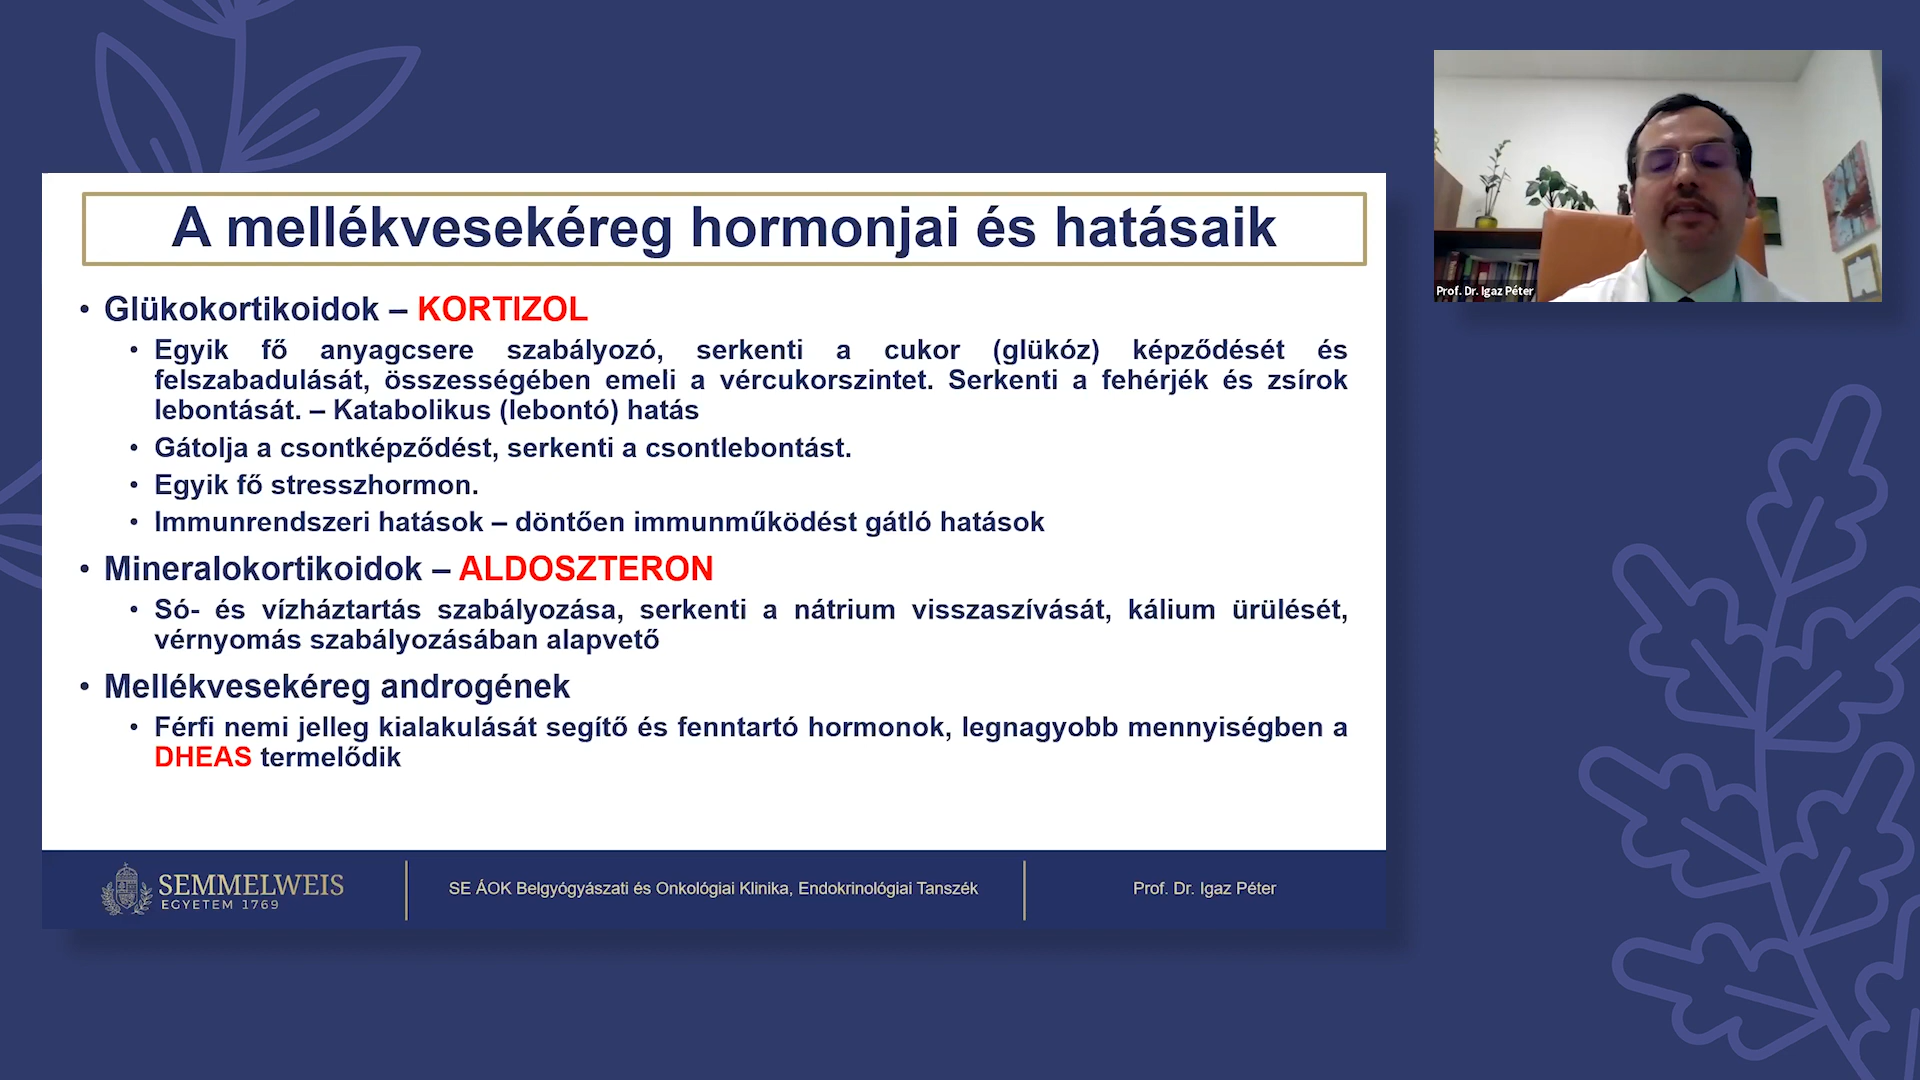 A mellékvesekéreg hormonjai és hatásaik
• Glükokortikoidok – KORTIZOL
• Egyik fő anyagcsere szabályozó, serkenti a cukor (glükóz) képződését és
felszabadulását, összességében emeli a vércukorszintet. Serkenti a fehérjék és zsírok
lebontását. – Katabolikus (lebontó) hatás
• Gátolja a csontképződést, serkenti a csontlebontást.
• Egyik fő stresszhormon.
• Immunrendszeri hatások – döntően immunműködést gátló hatások
• Mineralokortikoidok – ALDOSZTERON
• Só- és vízháztartás szabályozása, serkenti a nátrium visszaszívását, kálium ürülését,
vérnyomás szabályozásában alapvető
• Mellékvesekéreg androgének
• Férfi nemi jelleg kialakulását segítő és fenntartó hormonok, legnagyobb mennyiségben a
DHEAS termelődik
SEMMELWEIS
EGYETEM 1769
SE ÁOK Belgyógyászati és Onkológiai Klinika, Endokrinológiai Tanszék
Prof. Dr. Igaz Péter
Prof. Dr. Igaz Péter